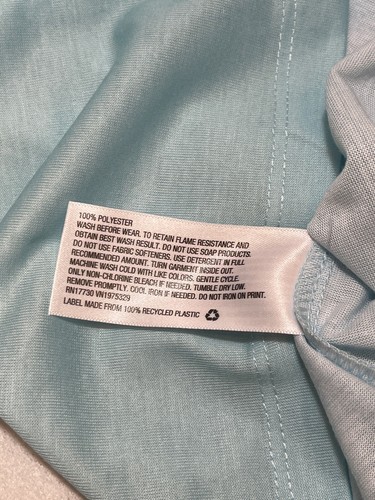 100% POLYESTER
WASH BEFORE WEAR. TO RETAIN FLAME RESISTANCE AND
OBTAIN BEST WASH RESULT. DO NOT USE SOAP PRODUCTS.
DO NOT USE FABRIC SOFTENERS. USE DETERGENT IN FULL
RECOMMENDED AMOUNT. TURN GARMENT INSIDE OUT.
MACHINE WASH COLD WITH LIKE COLORS. GENTLE CYCLE.
ONLY NON-CHLORINE BLEACH IF NEEDED. TUMBLE DRY LOW.
REMOVE PROMPTLY. COOL IRON IF NEEDED. DO NOT IRON ON PRINT.
RN17730 VN1975329
LABEL MADE FROM 100% RECYCLED PLASTIC